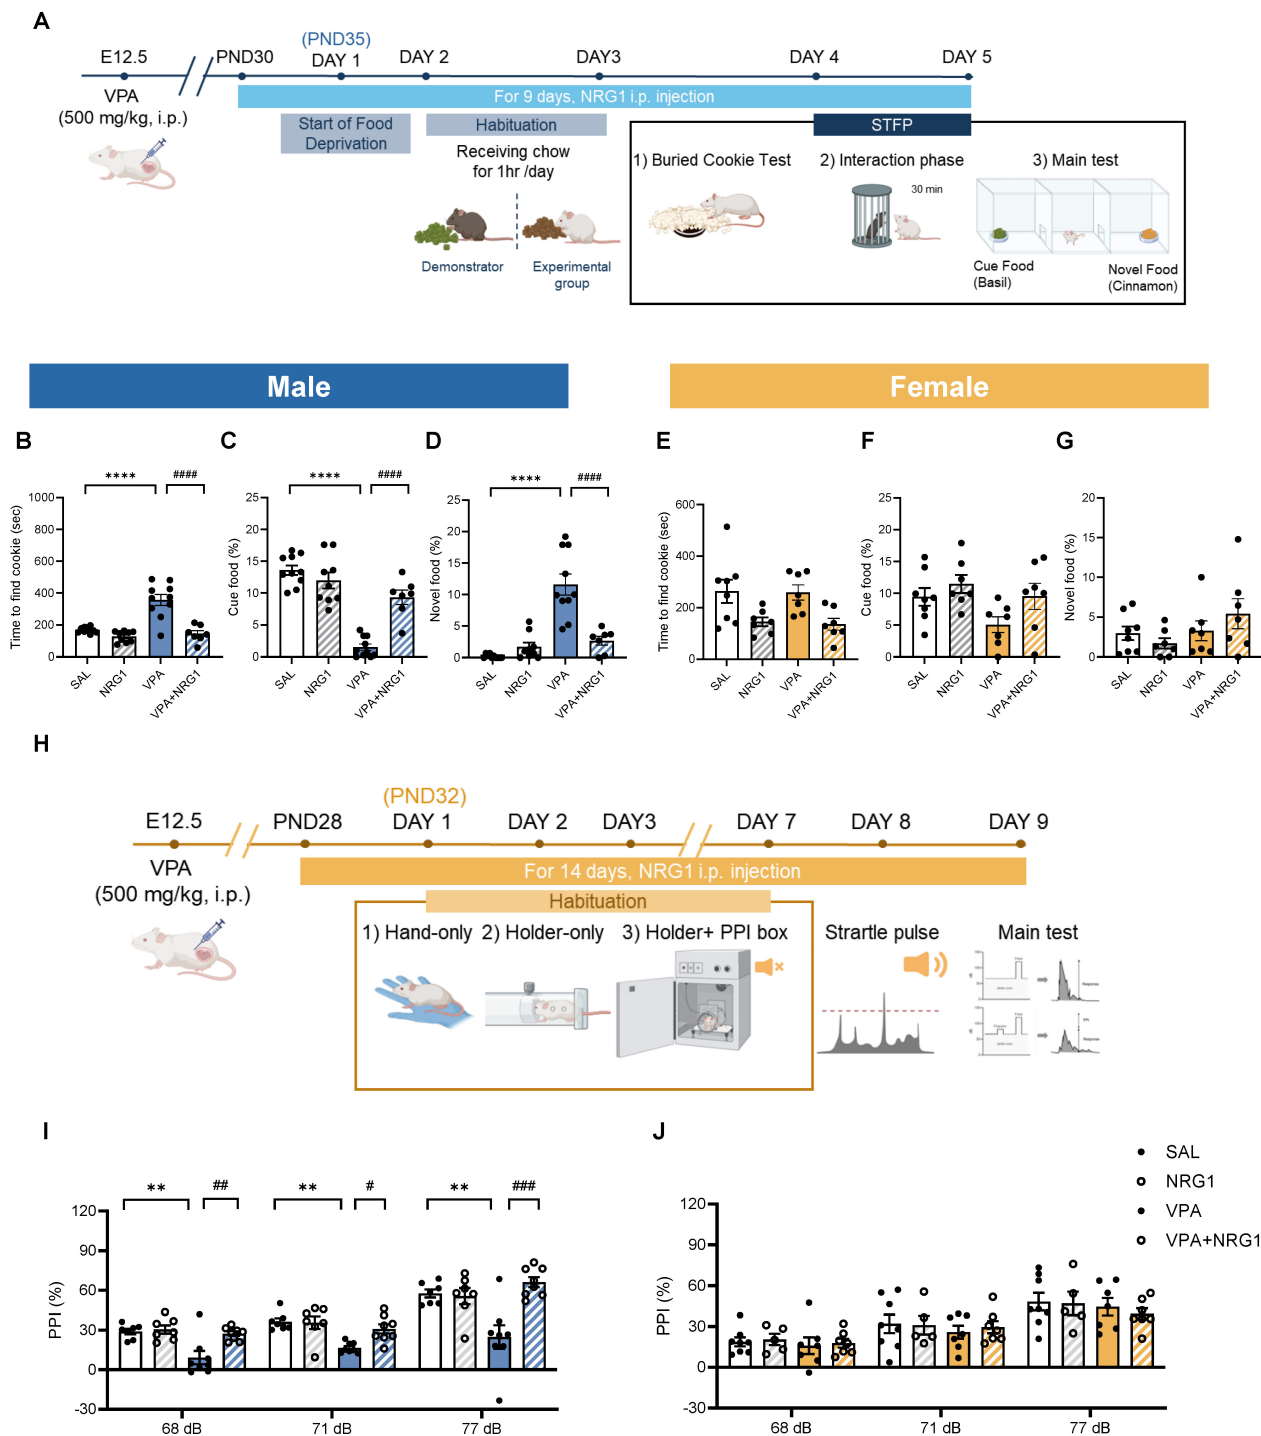 A
(PND35)
E12.5 PND30 DAY 1 DAY 2 DAY3 DAY 4 DAY 5
VPA
(500 mg/kg, i.p.)
For 9 days, NRG1 i.p. injection
Start of Food
Deprivation
Habituation
STFP
Receiving chow
for 1hr /day
1) Buried Cookie Test 2) Interaction phase 3) Main test
30 min
Demonstrator
Experimental
group
Cue Food
(Basil)
Novel Food
(Cinnamon)
Male Female
B C D E F G
**** ####
**** ####
**** ####
Time to find cookie (sec)
1000
800
600
400
200
0
SAL NRG1 VPA VPA+NRG1
Cue food (%)
25
20
15
10
5
0
SAL NRG1 VPA VPA+NRG1
Novel food (%)
25
20
15
10
5
0
SAL NRG1 VPA VPA+NRG1
Time to find cookie (sec)
600
400
200
0
SAL NRG1 VPA VPA+NRG1
Cue food (%)
25
20
15
10
5
0
SAL NRG1 VPA VPA+NRG1
Novel food (%)
20
15
10
5
0
SAL NRG1 VPA VPA+NRG1
H
(PND32)
E12.5 PND28 DAY 1 DAY 2 DAY3 DAY 7 DAY 8 DAY 9
VPA
(500 mg/kg, i.p.)
For 14 days, NRG1 i.p. injection
Habituation
1) Hand-only 2) Holder-only 3) Holder+ PPI box Strartle pulse Main test
Response
PPI
Response
I
** ## ** # ** ###
PPI (%)
120
90
60
30
0
-30
68 dB 71 dB 77 dB
J
SAL
NRG1
VPA
VPA+NRG1
PPI (%)
120
90
60
30
0
-30
68 dB 71 dB 77 dB